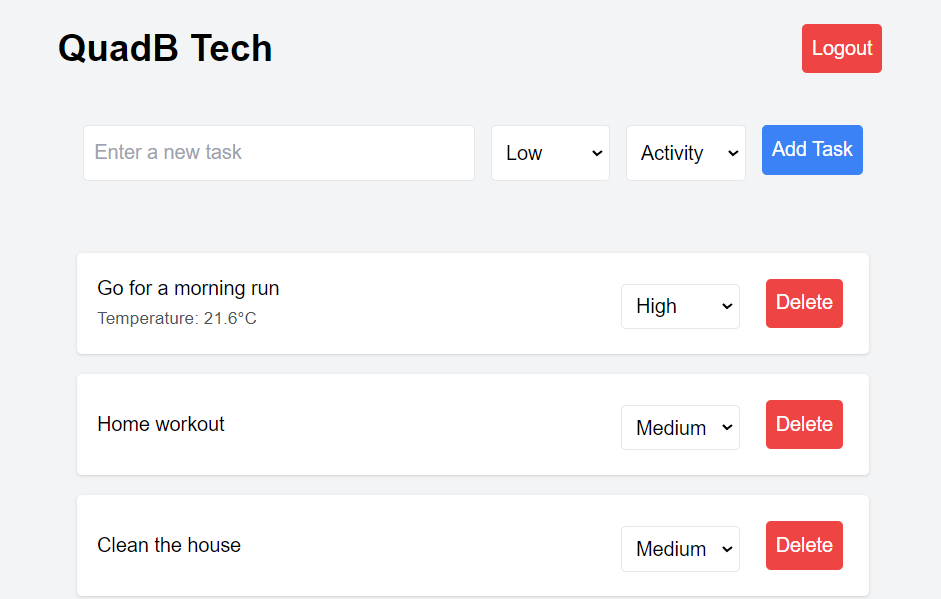 QuadB Tech
Logout
Enter a new task
Low
Activity
Add Task
Go for a morning run
Temperature: 21.6°C
High
Delete
Home workout
Medium
Delete
Clean the house
Medium
Delete